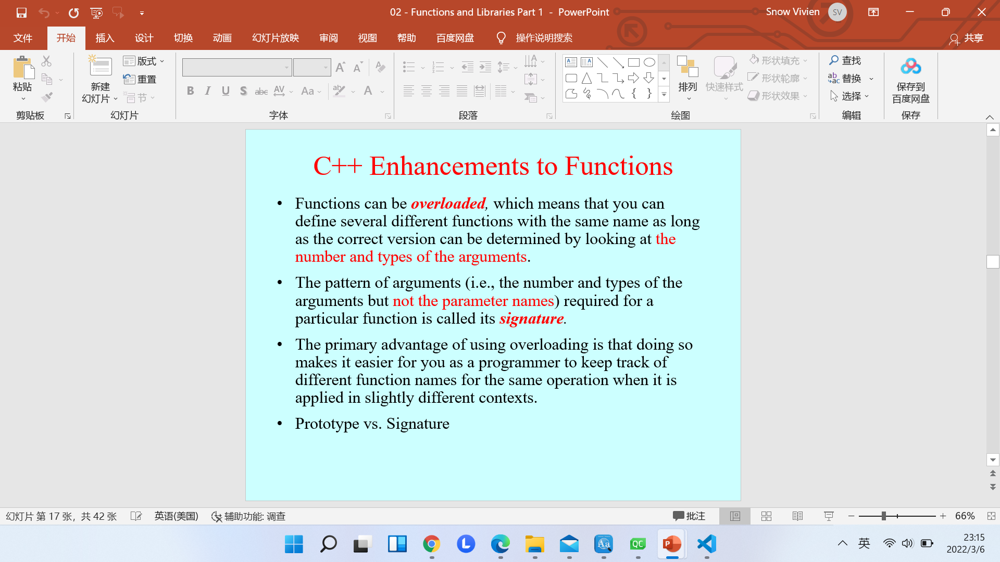 02 - Functions and Libraries Part 1 - PowerPoint
Snow Vivien
SV
文件
开始
插入
设计
切换
动画
幻灯片放映
审阅
视图
帮助
百度网盘
操作说明搜索
共享
粘贴
剪贴板
新建
幻灯片
版式
重置
节
幻灯片
B I U S abc AV Aa A
字体
段落
排列
快速样式
形状填充
形状轮廓
形状效果
绘图
查找
替换
选择
编辑
保存到
百度网盘
保存
C++ Enhancements to Functions
• Functions can be overloaded, which means that you can
define several different functions with the same name as long
as the correct version can be determined by looking at the
number and types of the arguments.
• The pattern of arguments (i.e., the number and types of the
arguments but not the parameter names) required for a
particular function is called its signature.
• The primary advantage of using overloading is that doing so
makes it easier for you as a programmer to keep track of
different function names for the same operation when it is
applied in slightly different contexts.
• Prototype vs. Signature
幻灯片 第 17 张，共 42 张
英语(美国)
辅助功能: 调查
批注
66%
英
23:15
2022/3/6